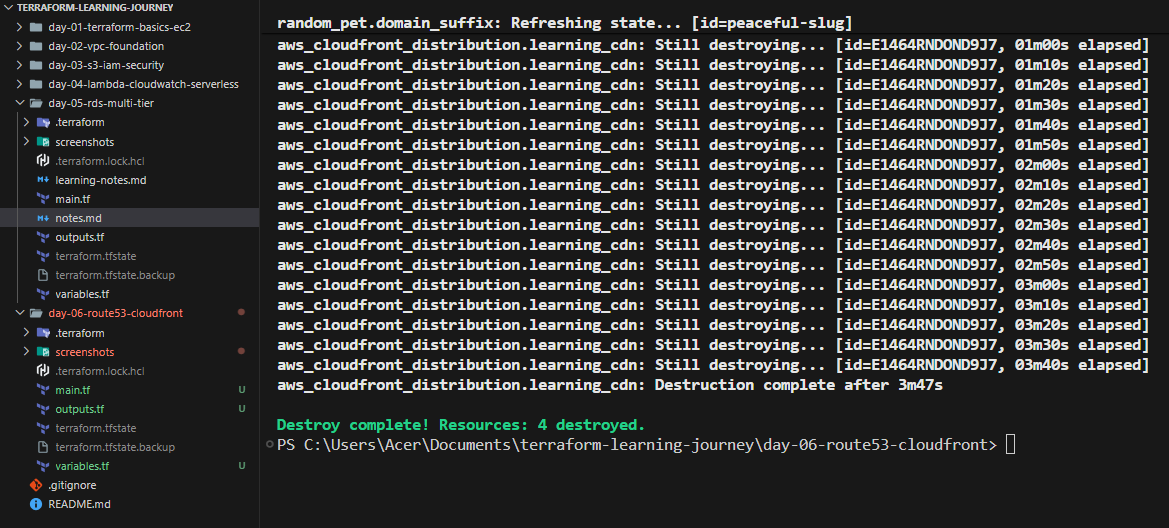 TERRAFORM-LEARNING-JOURNEY
day-01-terraform-basics-ec2
day-02-vpc-foundation
day-03-s3-iam-security
day-04-lambda-cloudwatch-serverless
day-05-rds-multi-tier
.terraform
screenshots
.terraform.lock.hcl
learning-notes.md
main.tf
notes.md
outputs.tf
terraform.tfstate
terraform.tfstate.backup
variables.tf
day-06-route53-cloudfront
.terraform
screenshots
.terraform.lock.hcl
main.tf U
outputs.tf U
terraform.tfstate
terraform.tfstate.backup
variables.tf U
.gitignore
README.md
random_pet.domain_suffix: Refreshing state... [id=peaceful-slug]
aws_cloudfront_distribution.learning_cdn: Still destroying... [id=E1464RNDOND9J7, 01m00s elapsed]
aws_cloudfront_distribution.learning_cdn: Still destroying... [id=E1464RNDOND9J7, 01m10s elapsed]
aws_cloudfront_distribution.learning_cdn: Still destroying... [id=E1464RNDOND9J7, 01m20s elapsed]
aws_cloudfront_distribution.learning_cdn: Still destroying... [id=E1464RNDOND9J7, 01m30s elapsed]
aws_cloudfront_distribution.learning_cdn: Still destroying... [id=E1464RNDOND9J7, 01m40s elapsed]
aws_cloudfront_distribution.learning_cdn: Still destroying... [id=E1464RNDOND9J7, 01m50s elapsed]
aws_cloudfront_distribution.learning_cdn: Still destroying... [id=E1464RNDOND9J7, 02m00s elapsed]
aws_cloudfront_distribution.learning_cdn: Still destroying... [id=E1464RNDOND9J7, 02m10s elapsed]
aws_cloudfront_distribution.learning_cdn: Still destroying... [id=E1464RNDOND9J7, 02m20s elapsed]
aws_cloudfront_distribution.learning_cdn: Still destroying... [id=E1464RNDOND9J7, 02m30s elapsed]
aws_cloudfront_distribution.learning_cdn: Still destroying... [id=E1464RNDOND9J7, 02m40s elapsed]
aws_cloudfront_distribution.learning_cdn: Still destroying... [id=E1464RNDOND9J7, 02m50s elapsed]
aws_cloudfront_distribution.learning_cdn: Still destroying... [id=E1464RNDOND9J7, 03m00s elapsed]
aws_cloudfront_distribution.learning_cdn: Still destroying... [id=E1464RNDOND9J7, 03m10s elapsed]
aws_cloudfront_distribution.learning_cdn: Still destroying... [id=E1464RNDOND9J7, 03m20s elapsed]
aws_cloudfront_distribution.learning_cdn: Still destroying... [id=E1464RNDOND9J7, 03m30s elapsed]
aws_cloudfront_distribution.learning_cdn: Still destroying... [id=E1464RNDOND9J7, 03m40s elapsed]
aws_cloudfront_distribution.learning_cdn: Destruction complete after 3m47s
Destroy complete! Resources: 4 destroyed.
PS C:\Users\Acer\Documents\terraform-learning-journey\day-06-route53-cloudfront>